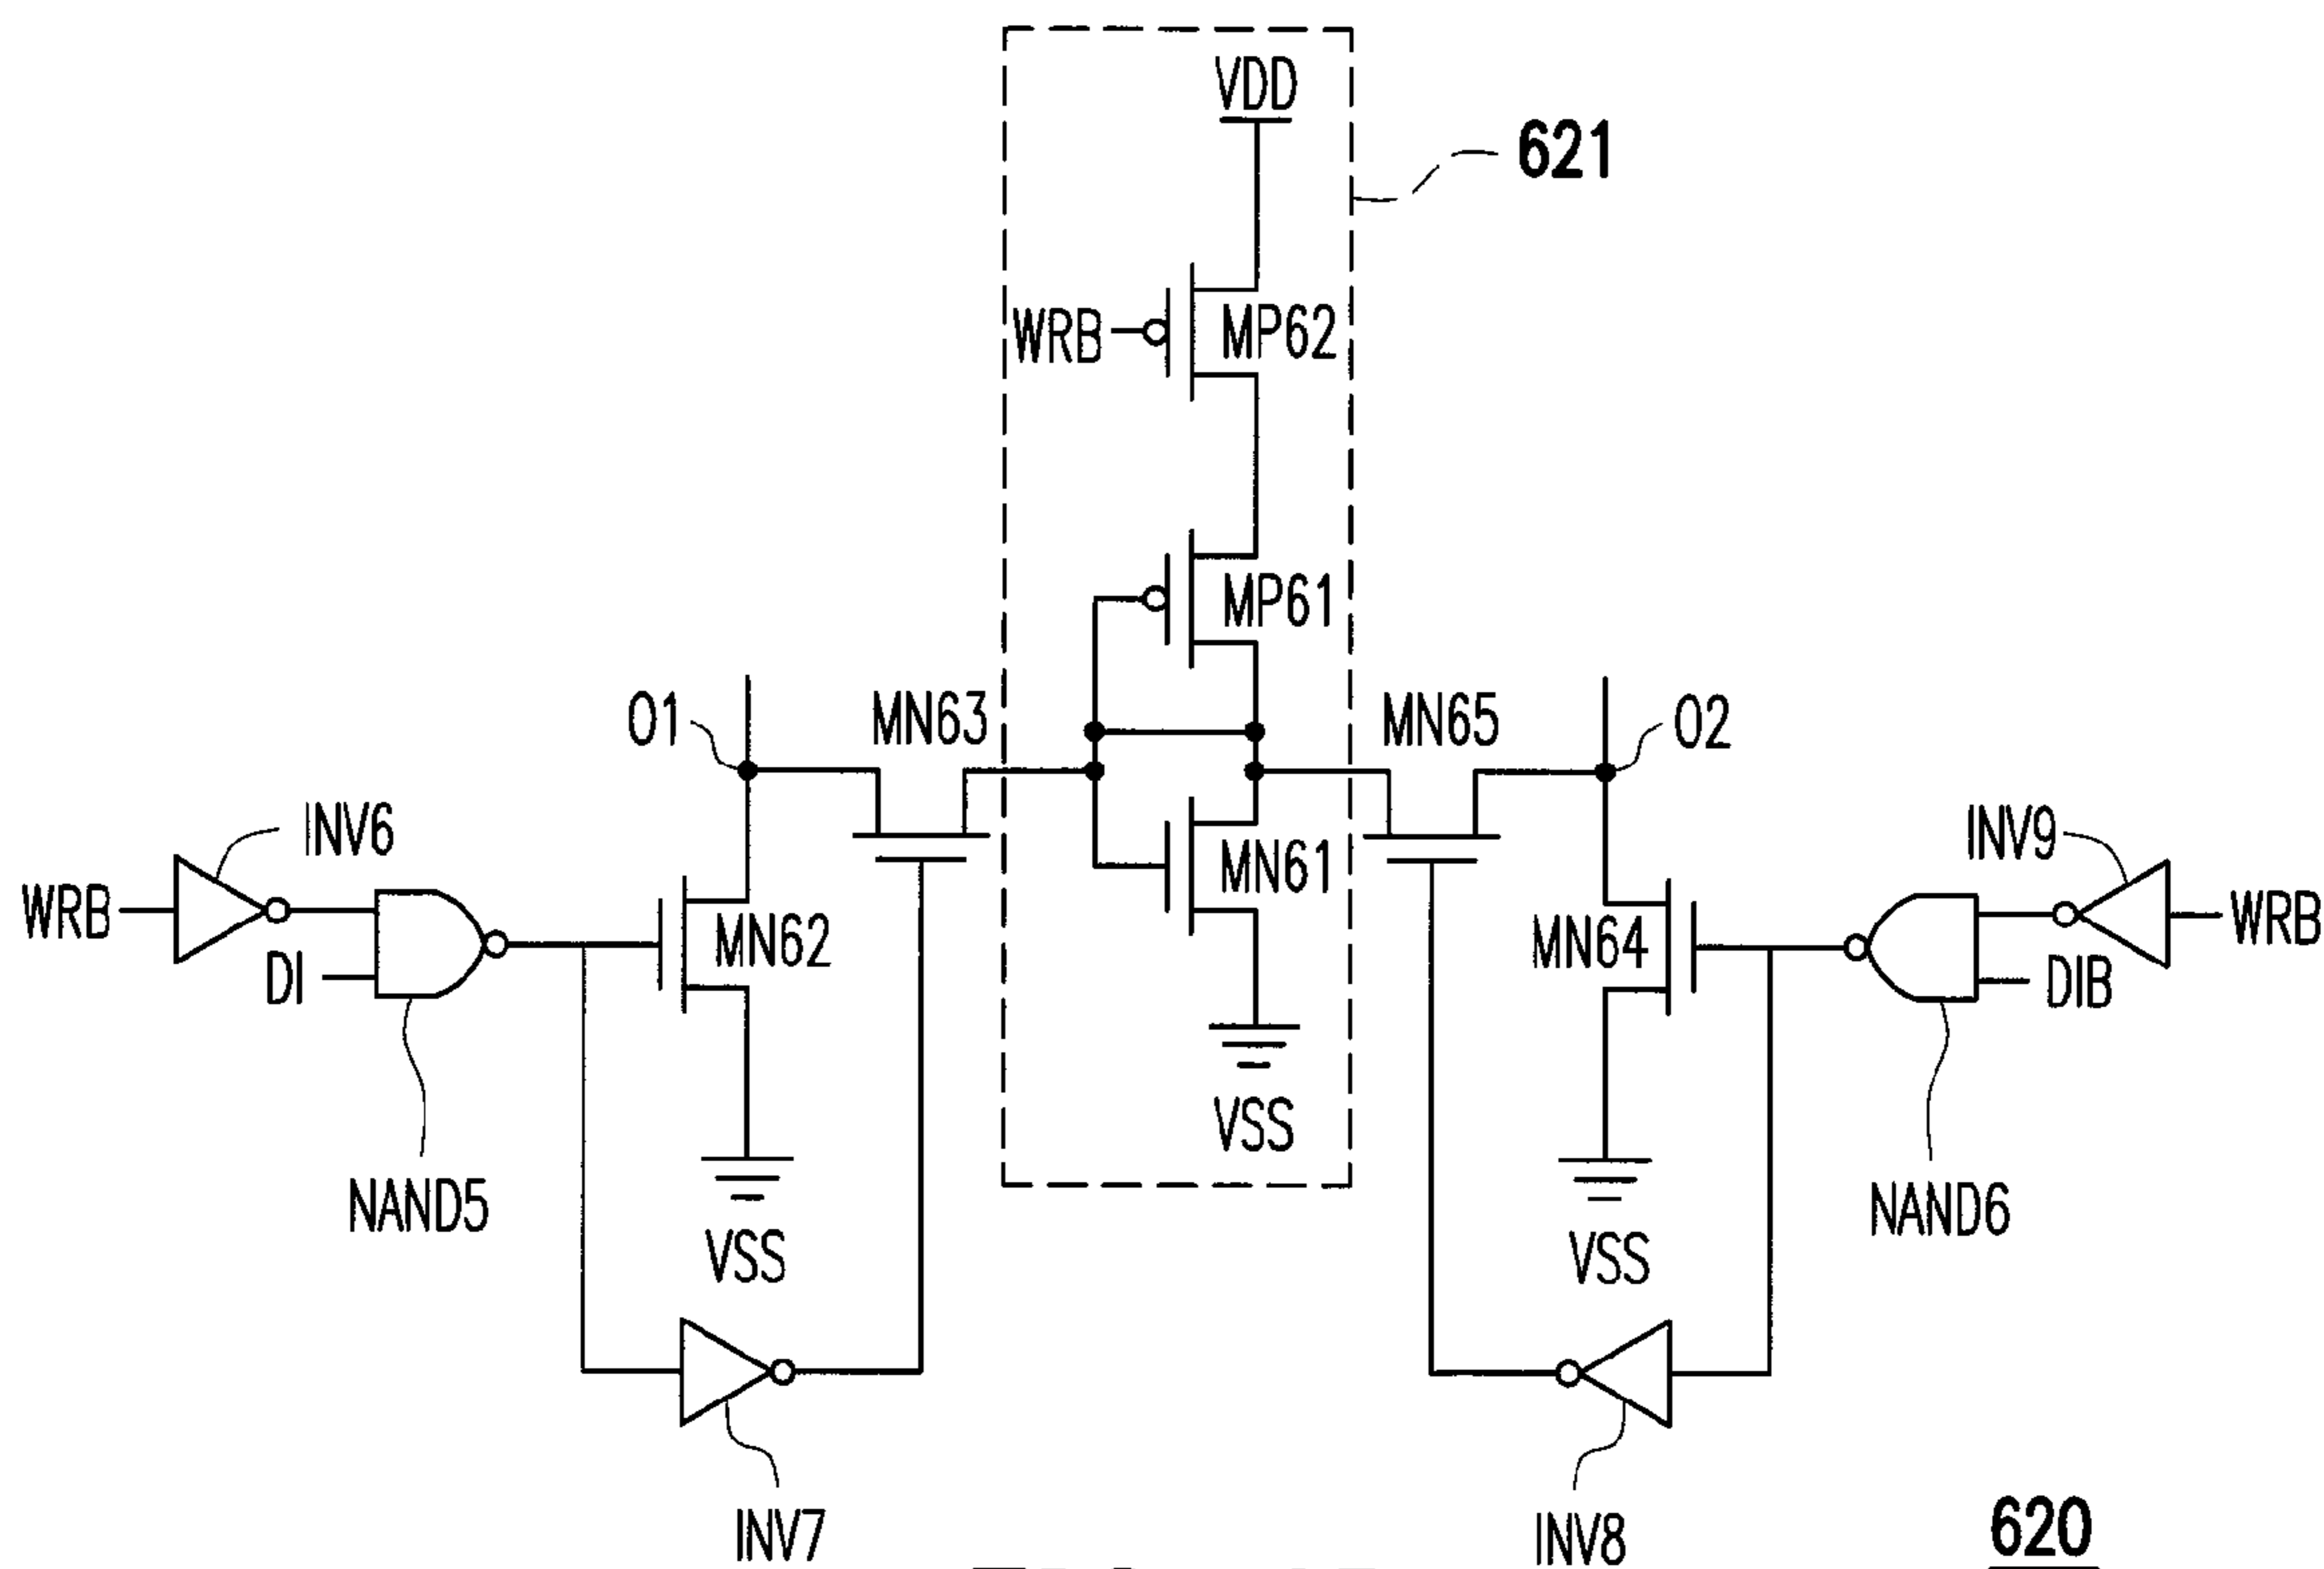 VDD
621
WRB
MP62
MP61
O1
MN63
MN65
O2
INV6
INV9
WRB
DI
MN62
MN61
MN64
WRB
DIB
VSS
NAND5
NAND6
VSS
VSS
INV7
INV8
620